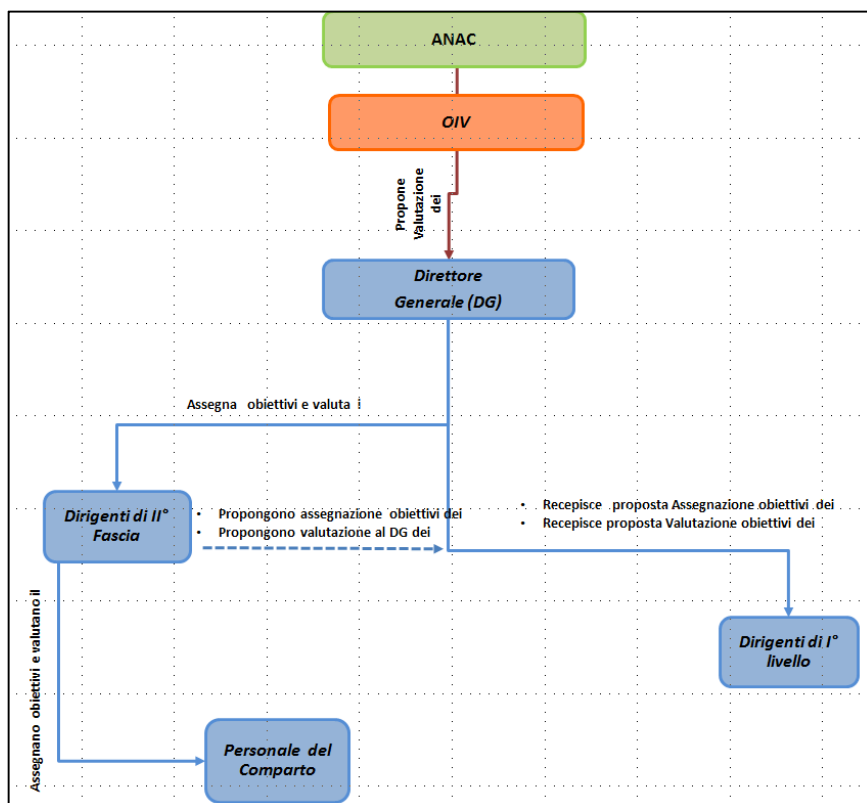 ANAC
OIV
Propone
Valutazione
dei
Direttore
Generale (DG)
Assegna obiettivi e valuta i
Dirigenti di II°
Fascia
• Propongono assegnazione obiettivi dei
• Propongono valutazione al DG dei
• Recepisce proposta Assegnazione obiettivi dei
• Recepisce proposta Valutazione obiettivi dei
Dirigenti di I°
livello
Assegnano obiettivi e valutano il
Personale del
Comparto